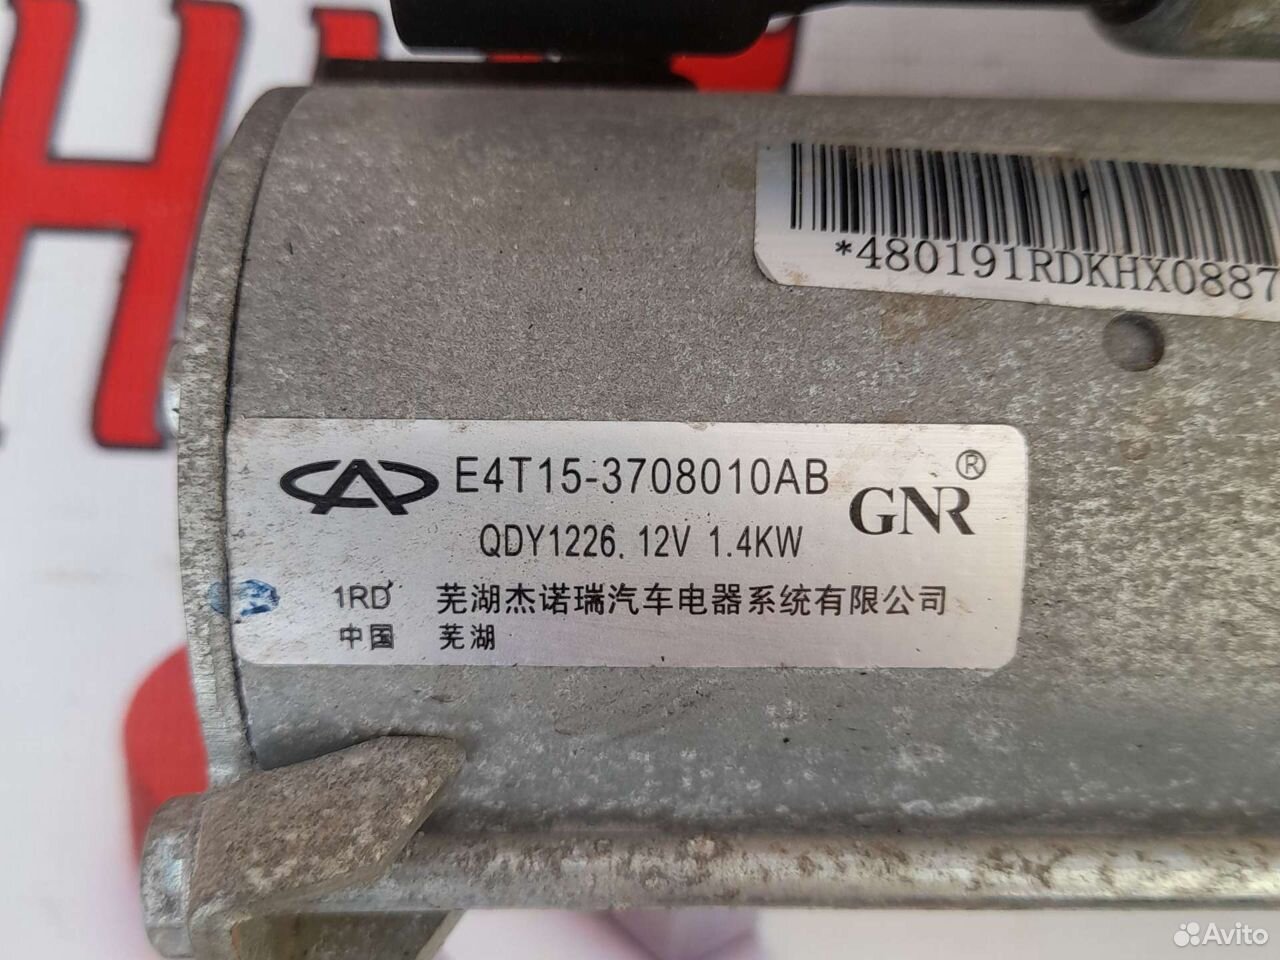 *480191RDKHX0887
E4T15-3708010AB
GNR®
QDY1226. 12V 1.4KW
1RD 芜湖杰诺瑞汽车电器系统有限公司
中国 芜湖
Avito